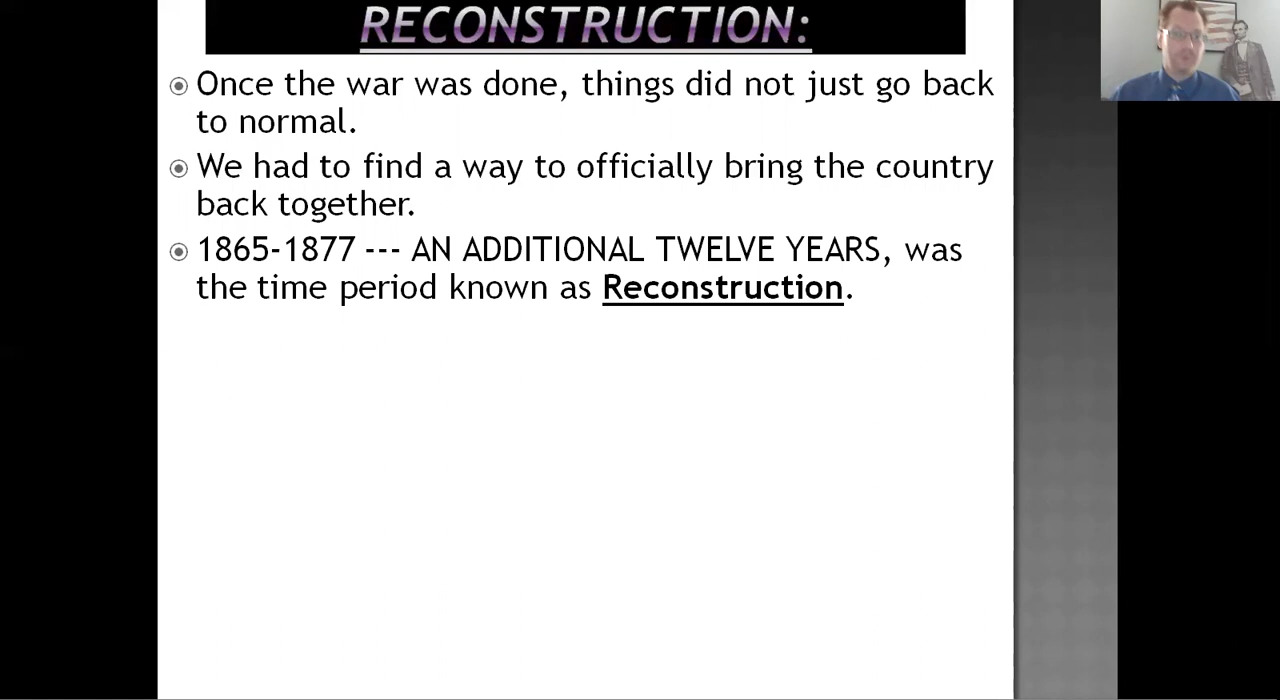 RECONSTRUCTION:
Once the war was done, things did not just go back
to normal.
We had to find a way to officially bring the country
back together.
1865-1877 --- AN ADDITIONAL TWELVE YEARS, was
the time period known as Reconstruction.